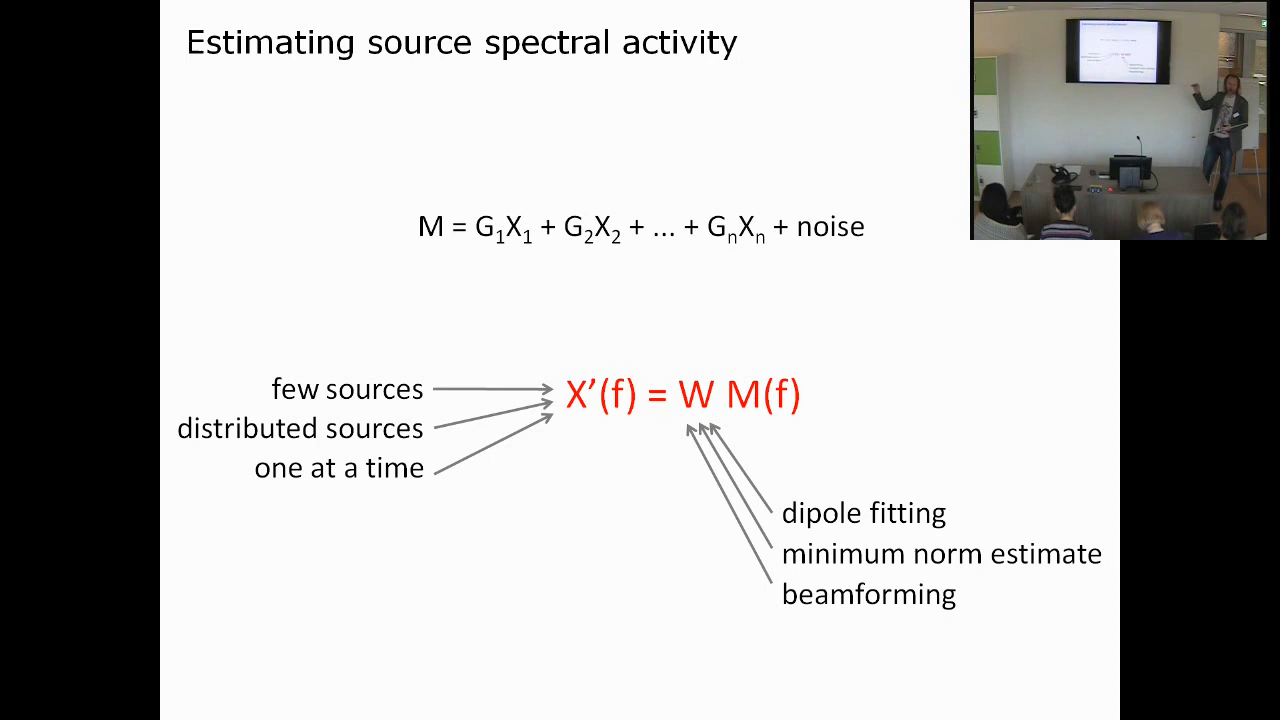 Estimating source spectral activity
M = G₁X₁ + G₂X₂ + ... + GₙXₙ + noise
few sources
distributed sources
one at a time
X’(f) = W M(f)
dipole fitting
minimum norm estimate
beamforming